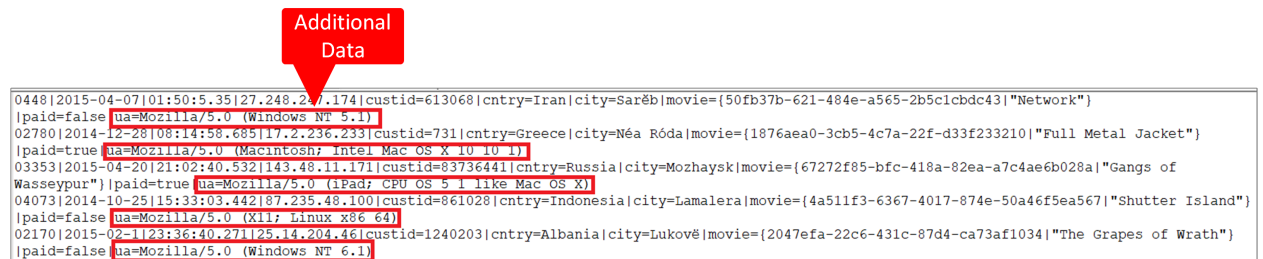 Additional
Data
0448|2015-04-07|01:50:5.35|27.248.247.174|custid=613068|cntry=Iran|city=Sarĕb|movie={50fb37b-621-484e-a565-2b5c1cbdc43|"Network"}
|paid=false|ua=Mozilla/5.0 (Windows NT 5.1)
02780|2014-12-28|08:14:58.685|17.2.236.233|custid=731|cntry=Greece|city=Néa Róda|movie={1876aea0-3cb5-4c7a-22f-d33f233210|"Full Metal Jacket"}
|paid=true|ua=Mozilla/5.0 (Macintosh; Intel Mac OS X 10_10_1)
03353|2015-04-20|21:02:40.532|143.48.11.171|custid=83736441|cntry=Russia|city=Mozhaysk|movie={67272f85-bfc-418a-82ea-a7c4ae6b028a|"Gangs of
Wasseypur"}|paid=true|ua=Mozilla/5.0 (iPad; CPU OS 5_1 like Mac OS X)
04073|2014-10-25|15:33:03.442|87.235.48.100|custid=861028|cntry=Indonesia|city=Lamalera|movie={4a511f3-6367-4017-874e-50a46f5ea567|"Shutter Island"}
|paid=false|ua=Mozilla/5.0 (X11; Linux x86_64)
02170|2015-02-1|23:36:40.271|25.14.204.46|custid=1240203|cntry=Albania|city=Lukovë|movie={2047efa-22c6-431c-87d4-ca73af1034|"The Grapes of Wrath"}
|paid=false|ua=Mozilla/5.0 (Windows NT 6.1)